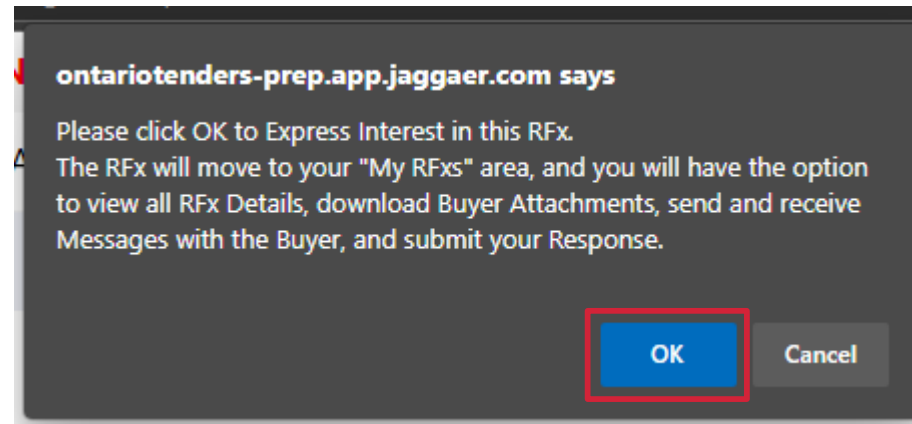 ontariotenders-prep.app.jaggaer.com says
Please click OK to Express Interest in this RFx.
The RFx will move to your "My RFxs" area, and you will have the option
to view all RFx Details, download Buyer Attachments, send and receive
Messages with the Buyer, and submit your Response.
OK Cancel